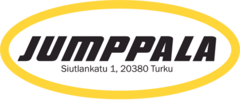 JUMPPALA
Siutlankatu 1, 20380 Turku